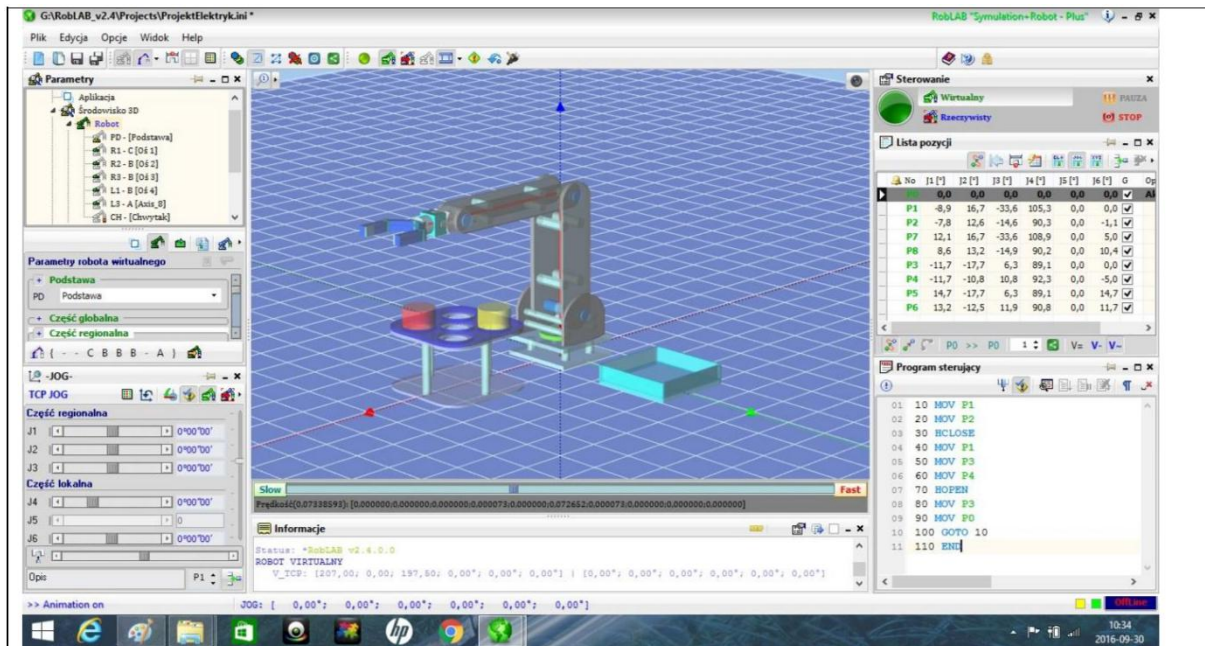 G:\RobLAB_v2.4\Projects\ProjektElektryk.ini *
RobLAB "Symulation+Robot - Plus"
Plik Edycja Opcje Widok Help
Parametry
Aplikacja
Środowisko 3D
Robot
PD - [Podstawa]
R1 - C [Oś 1]
R2 - B [Oś 2]
R3 - B [Oś 3]
L1 - B [Oś 4]
L3 - A [Axis_8]
CH - [Chwytak]
Parametry robota wirtualnego
Podstawa
PD Podstawa
Część globalna
Część regionalna
( - - C B B B - A )
-JOG-
TCP JOG
Część regionalna
J1 0°00'00'
J2 0°00'00'
J3 0°00'00'
Część lokalna
J4 0°00'00'
J5 0
J6 0°00'00'
Opis P1
Slow Fast
Prędkość(0.07338593): [0.000000;0.000000;0.000000;0.000073;0.000000;0.072652;0.000073;0.000000;0.000000;0.000000]
Informacje
Status: *RobLAB v2.4.0.0
ROBOT VIRTUALNY
V_TCP: [207,00; 0,00; 197,50; 0,00°; 0,00°; 0,00°] | [0,00°; 0,00°; 0,00°; 0,00°; 0,00°; 0,00°]
Sterowanie
Wirtualny PAUZA
Rzeczywisty STOP
Lista pozycji
No J1 [°] J2 [°] J3 [°] J4 [°] J5 [°] J6 [°] G Op
P0 0,0 0,0 0,0 0,0 0,0 0,0
P1 -8,9 16,7 -33,6 105,3 0,0 0,0
P2 -7,8 12,6 -14,6 90,3 0,0 -1,1
P7 12,1 16,7 -33,6 108,9 0,0 5,0
P8 8,6 13,2 -14,9 90,2 0,0 10,4
P3 -11,7 -17,7 6,3 89,1 0,0 0,0
P4 -11,7 -10,8 10,8 92,3 0,0 -5,0
P5 14,7 -17,7 6,3 89,1 0,0 14,7
P6 13,2 -12,5 11,9 90,8 0,0 11,7
P0 >> P0 1 V= V- V~
Program sterujący
01 10 MOV P1
02 20 MOV P2
03 30 HCLOSE
04 40 MOV P1
05 50 MOV P3
06 60 MOV P4
07 70 HOPEN
08 80 MOV P3
09 90 MOV P0
10 100 GOTO 10
11 110 END
>> Animation on
JOG: [ 0,00°; 0,00°; 0,00°; 0,00°; 0,00°; 0,00°]
OffLine
hp
10:34
2016-09-30